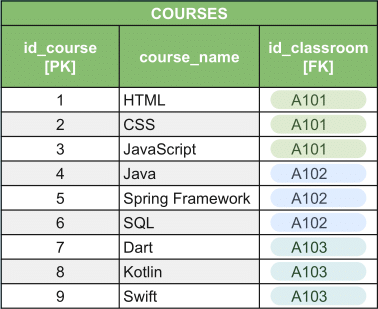 COURSES
id_course [PK] course_name id_classroom [FK]
1 HTML A101
2 CSS A101
3 JavaScript A101
4 Java A102
5 Spring Framework A102
6 SQL A102
7 Dart A103
8 Kotlin A103
9 Swift A103